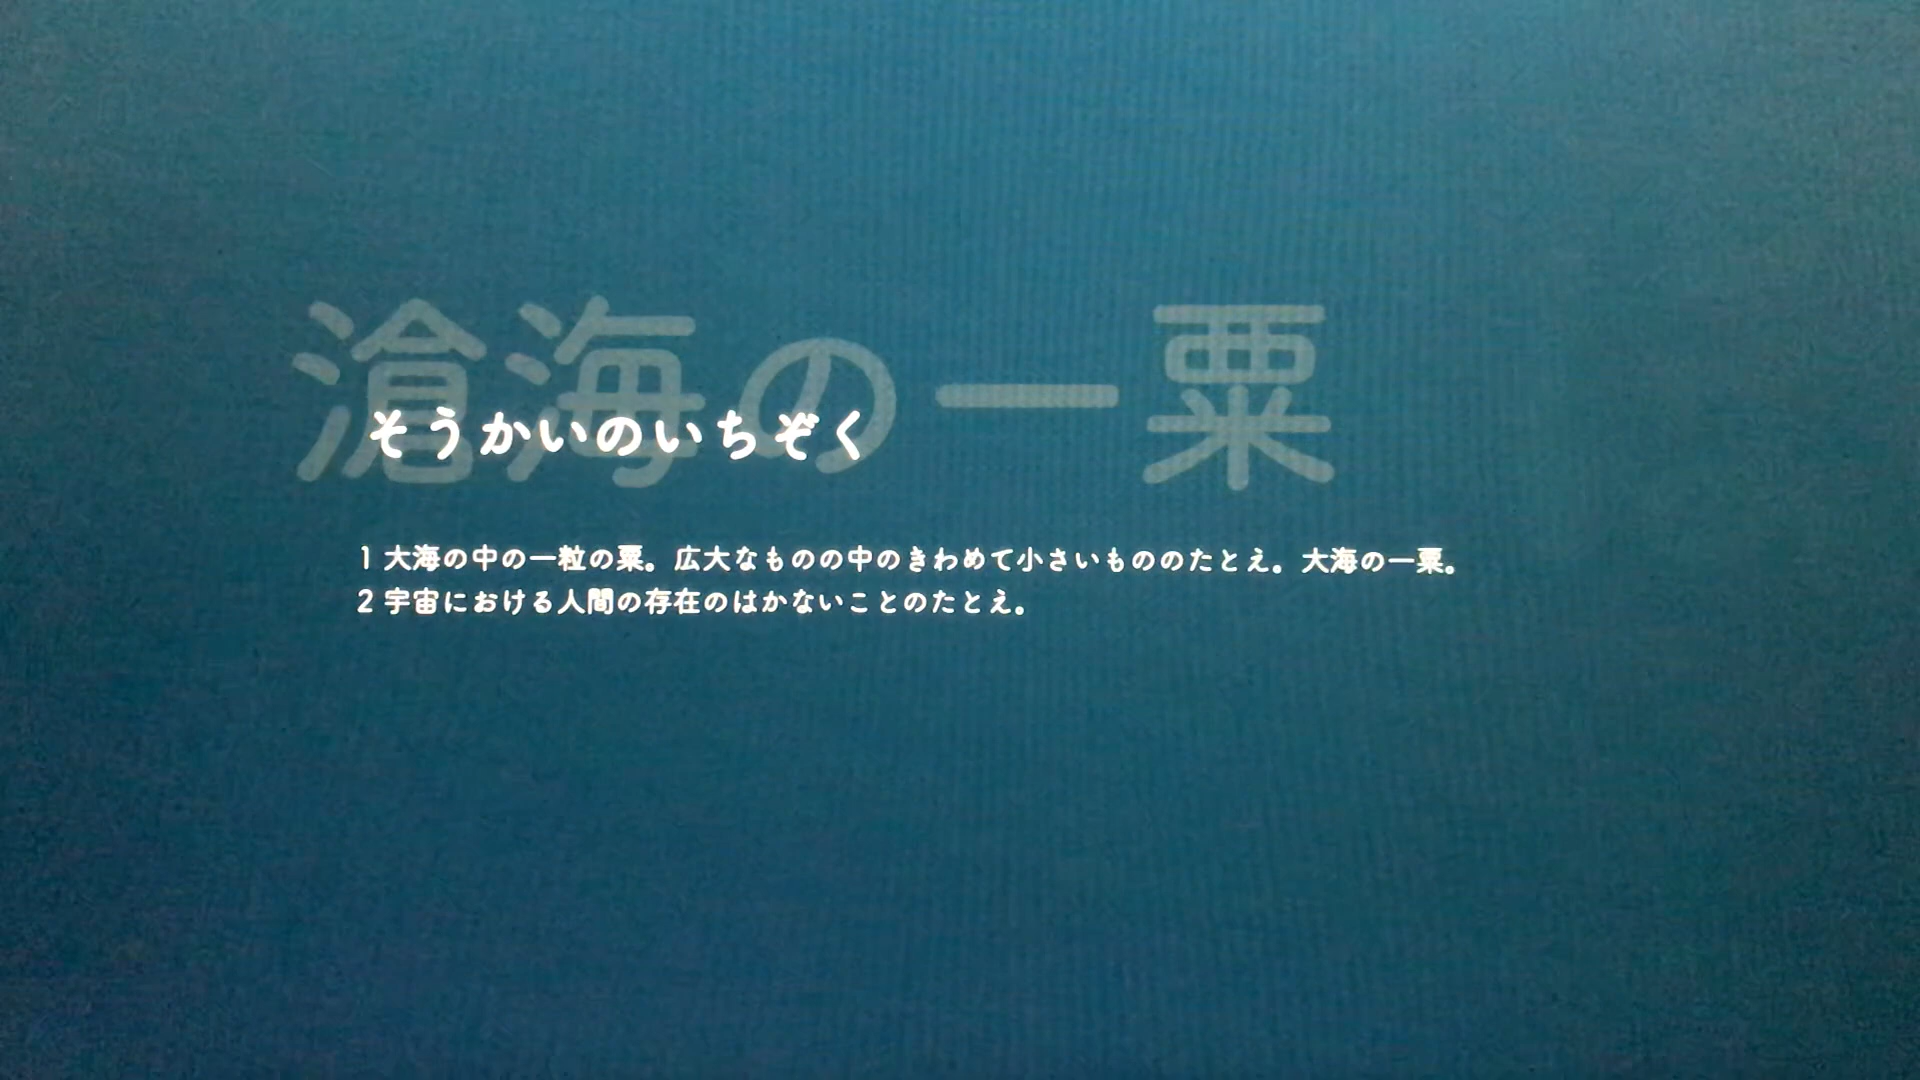 滄海の一粟
そうかいのいちぞく
1 大海の中の一粒の粟。広大なものの中のきわめて小さいもののたとえ。大海の一粟。
2 宇宙における人間の存在のはかないことのたとえ。